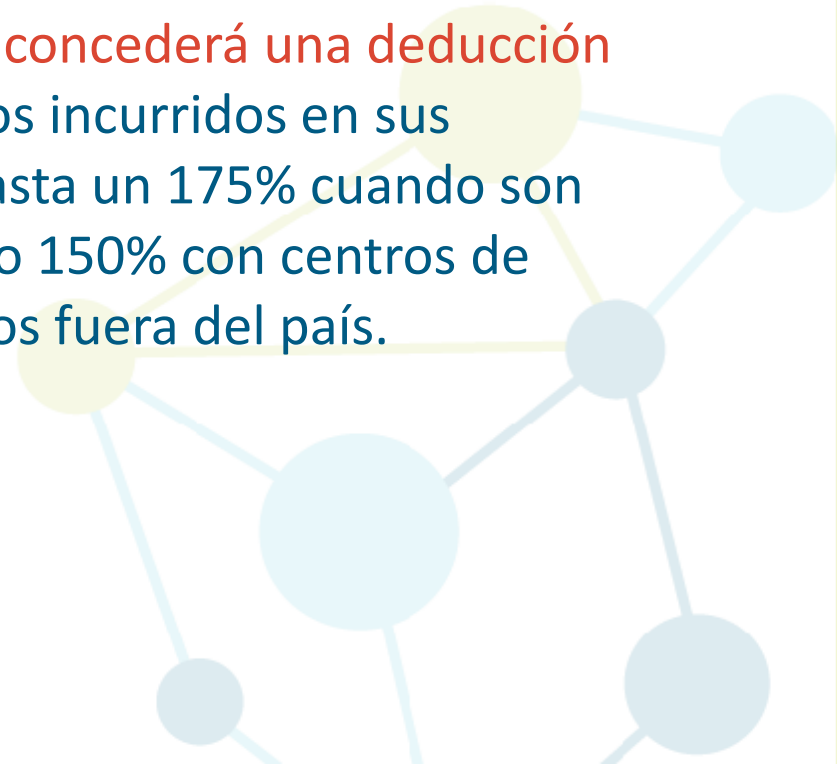 concederá una deducción
os incurridos en sus
asta un 175% cuando son
o 150% con centros de
os fuera del país.